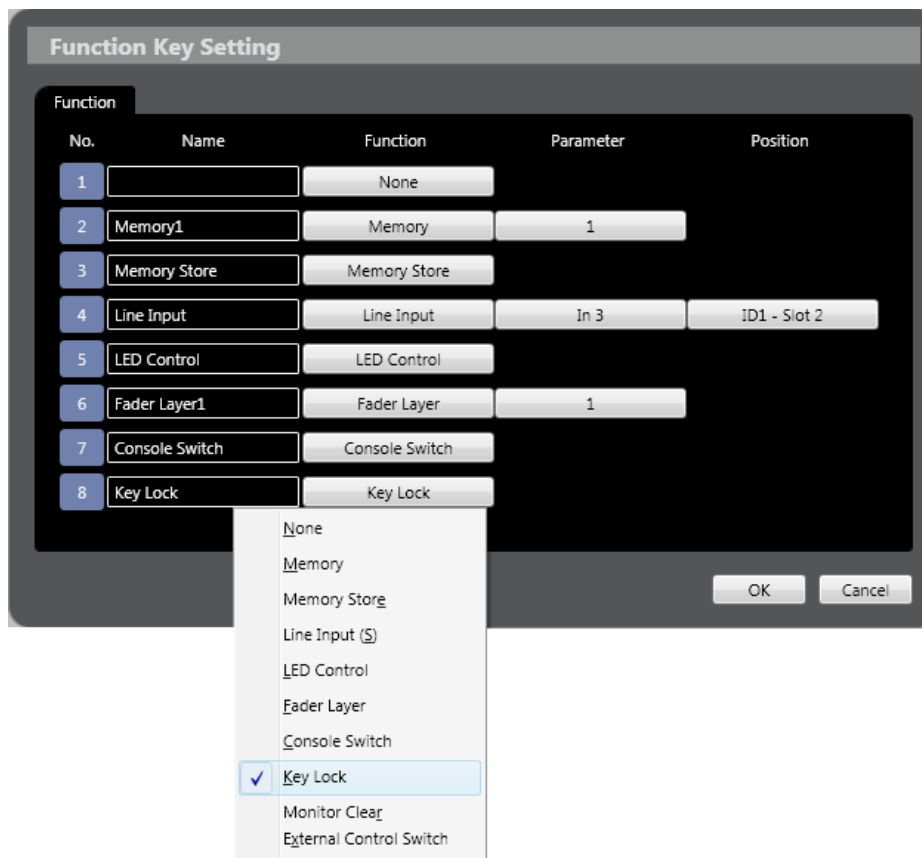 Function Key Setting
Function
No. Name Function Parameter Position
1 None
2 Memory1 Memory 1
3 Memory Store Memory Store
4 Line Input Line Input In 3 ID1 - Slot 2
5 LED Control LED Control
6 Fader Layer1 Fader Layer 1
7 Console Switch Console Switch
8 Key Lock Key Lock
None
Memory
Memory Store
OK Cancel
Line Input (S)
LED Control
Fader Layer
Console Switch
Key Lock
Monitor Clear
External Control Switch